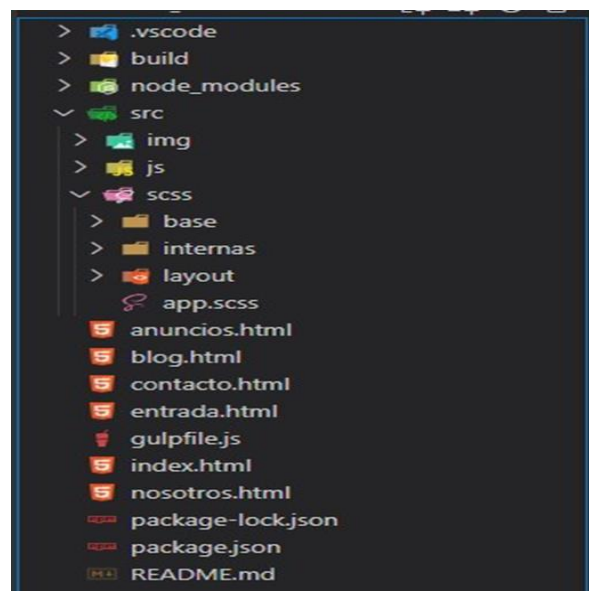 .vscode
build
node_modules
src
img
js
scss
base
internas
layout
app.scss
anuncios.html
blog.html
contacto.html
entrada.html
gulpfile.js
index.html
nosotros.html
package-lock.json
package.json
README.md